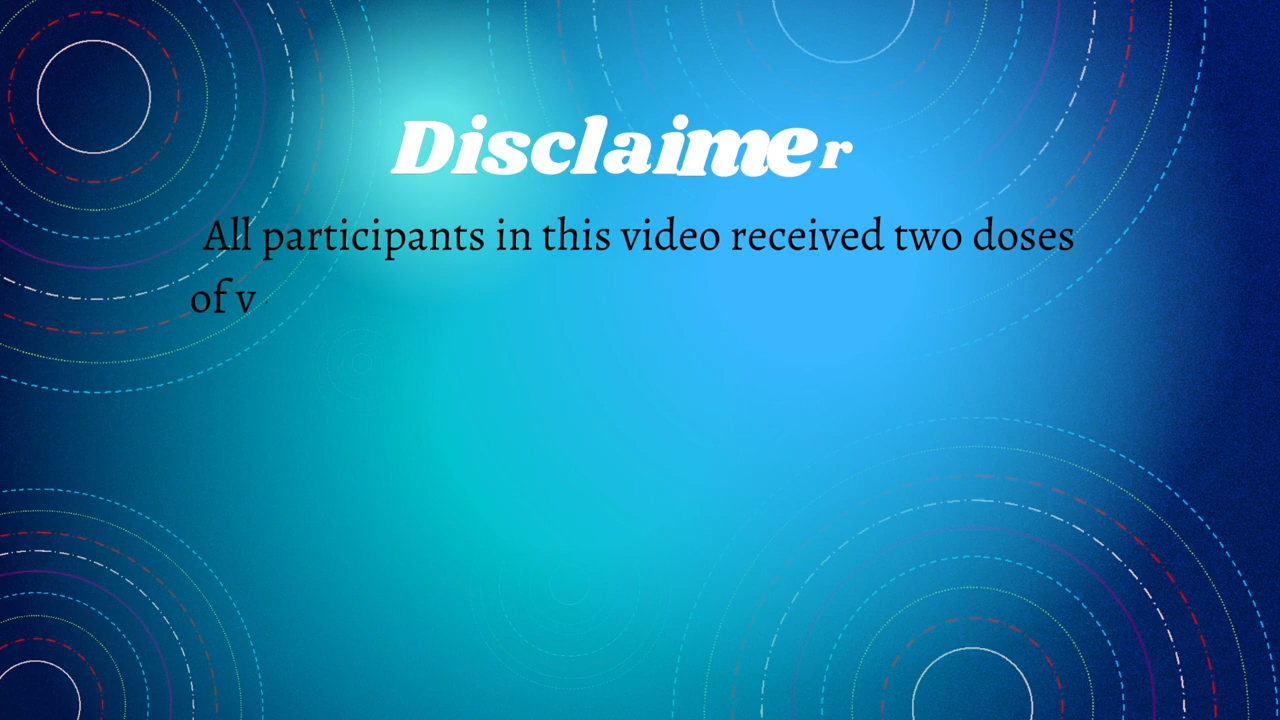 Disclaimer
All participants in this video received two doses
of v